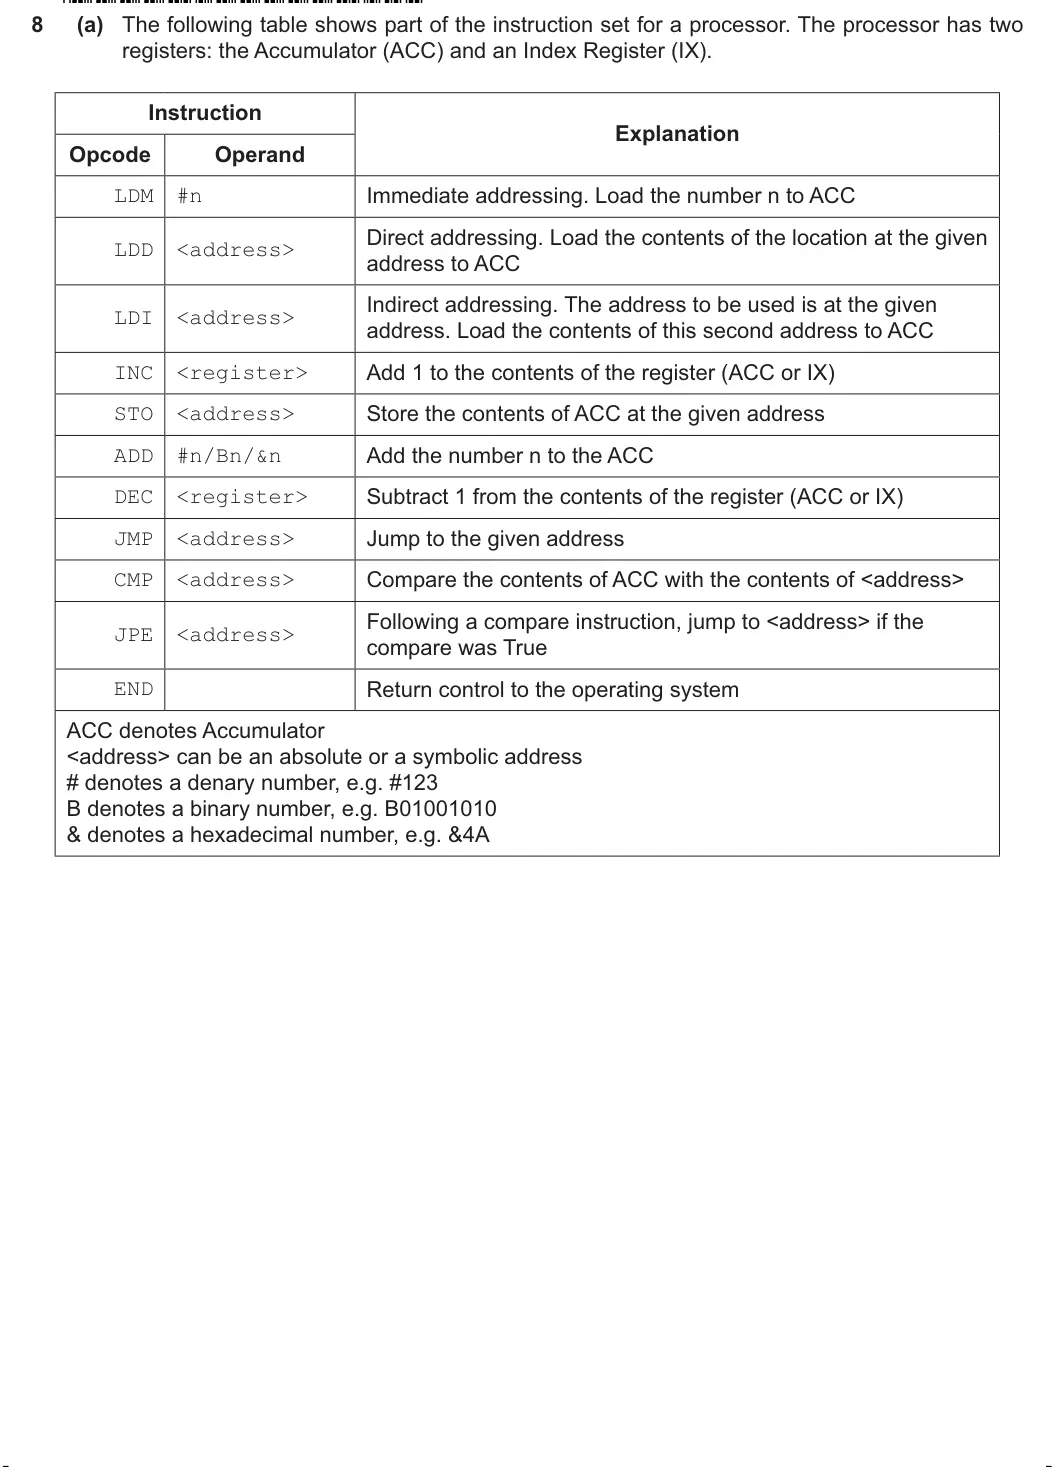 8 (a) The following table shows part of the instruction set for a processor. The processor has two
registers: the Accumulator (ACC) and an Index Register (IX).
Instruction
Explanation
Opcode Operand
LDM #n Immediate addressing. Load the number n to ACC
LDD <address> Direct addressing. Load the contents of the location at the given
address to ACC
LDI <address> Indirect addressing. The address to be used is at the given
address. Load the contents of this second address to ACC
INC <register> Add 1 to the contents of the register (ACC or IX)
STO <address> Store the contents of ACC at the given address
ADD #n/Bn/&n Add the number n to the ACC
DEC <register> Subtract 1 from the contents of the register (ACC or IX)
JMP <address> Jump to the given address
CMP <address> Compare the contents of ACC with the contents of <address>
JPE <address> Following a compare instruction, jump to <address> if the
compare was True
END Return control to the operating system
ACC denotes Accumulator
<address> can be an absolute or a symbolic address
# denotes a denary number, e.g. #123
B denotes a binary number, e.g. B01001010
& denotes a hexadecimal number, e.g. &4A